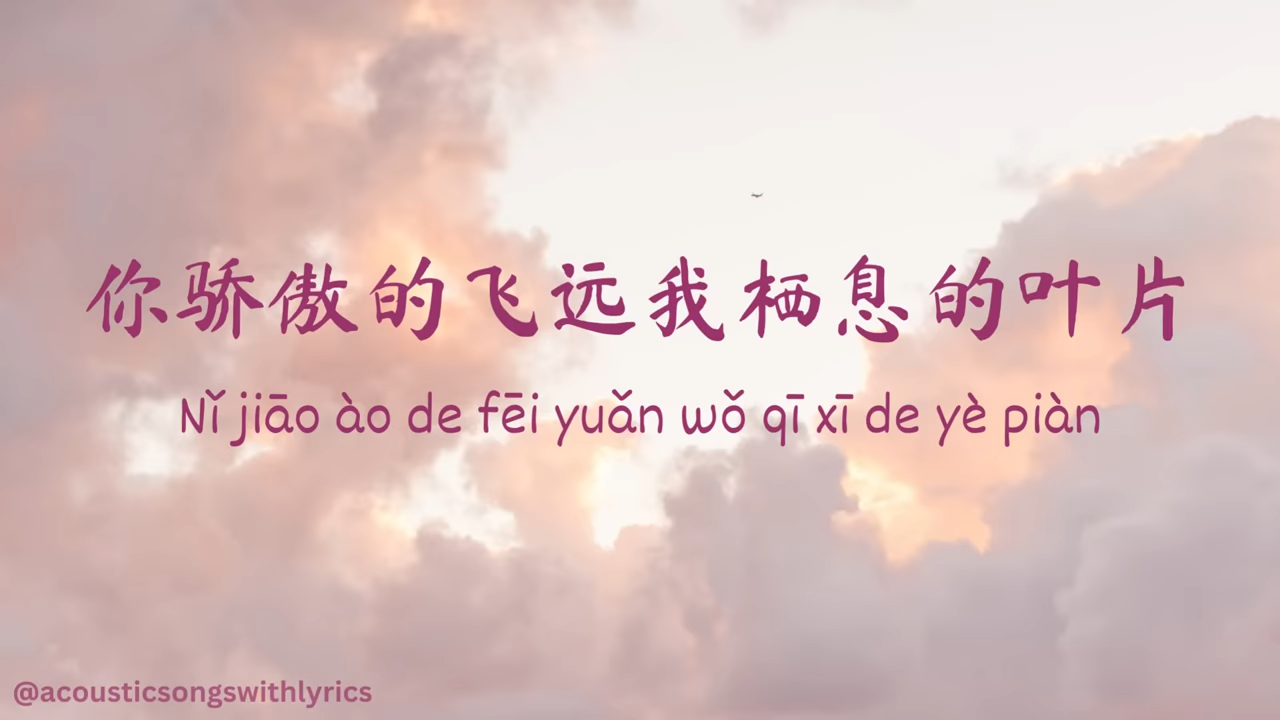 你骄傲的飞远我栖息的叶片
Nǐ jiāo ào de fēi yuǎn wǒ qī xī de yè piàn
@acousticsongswithlyrics